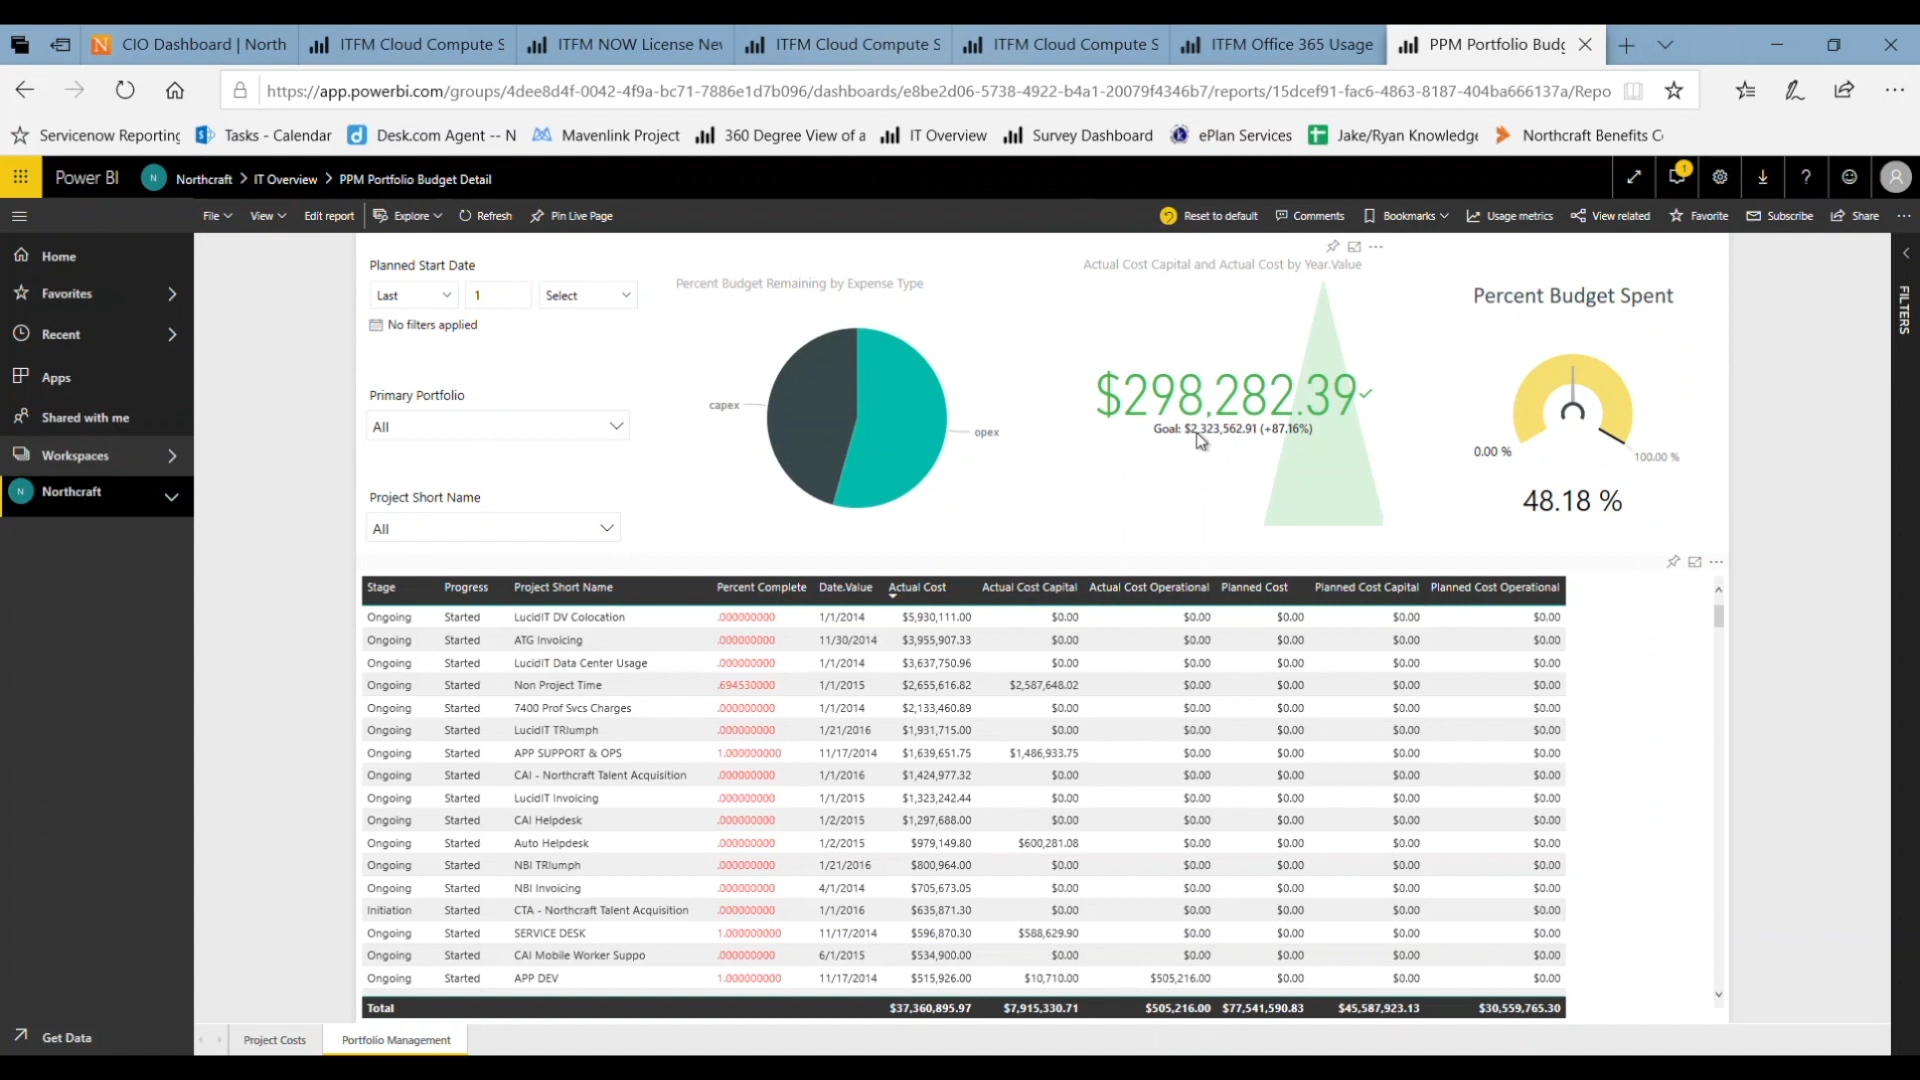 CIO Dashboard | North
ITFM Cloud Compute S
ITFM NOW License Nev
ITFM Cloud Compute S
ITFM Cloud Compute S
ITFM Office 365 Usage
PPM Portfolio Budg
https://app.powerbi.com/groups/4dee8d4f-0042-4f9a-bc71-7886e1d7b096/dashboards/e8be2d06-5738-4922-b4a1-20079f4346b7/reports/15dcef91-fac6-4863-8187-404ba666137a/Repo
Servicenow Reporting
Tasks - Calendar
Desk.com Agent -- N
Mavenlink Project
360 Degree View of a
IT Overview
Survey Dashboard
ePlan Services
Jake/Ryan Knowledge
Northcraft Benefits C
Power BI
N
Northcraft > IT Overview > PPM Portfolio Budget Detail
1
?
File View Edit report Explore Refresh Pin Live Page
Reset to default Comments Bookmarks Usage metrics View related Favorite Subscribe Share
Home
Favorites
Recent
Apps
Shared with me
Workspaces
N Northcraft
Get Data
FILTERS
Planned Start Date
Last 1 Select
No filters applied
Primary Portfolio
All
Project Short Name
All
Percent Budget Remaining by Expense Type
capex
opex
Actual Cost Capital and Actual Cost by Year.Value
$298,282.39
Goal: $2,323,562.91 (+87.16%)
Percent Budget Spent
0.00 %
100.00 %
48.18 %
Stage Progress Project Short Name Percent Complete Date.Value Actual Cost Actual Cost Capital Actual Cost Operational Planned Cost Planned Cost Capital Planned Cost Operational
Ongoing Started LucidIT DV Colocation .000000000 1/1/2014 $5,930,111.00 $0.00 $0.00 $0.00 $0.00 $0.00
Ongoing Started ATG Invoicing .000000000 11/30/2014 $3,955,907.33 $0.00 $0.00 $0.00 $0.00 $0.00
Ongoing Started LucidIT Data Center Usage .000000000 1/1/2014 $3,637,750.96 $0.00 $0.00 $0.00 $0.00 $0.00
Ongoing Started Non Project Time .694530000 1/1/2015 $2,655,616.82 $2,587,648.02 $0.00 $0.00 $0.00 $0.00
Ongoing Started 7400 Prof Svcs Charges .000000000 1/1/2014 $2,133,460.89 $0.00 $0.00 $0.00 $0.00 $0.00
Ongoing Started LucidIT TRIumph .000000000 1/21/2016 $1,931,715.00 $0.00 $0.00 $0.00 $0.00 $0.00
Ongoing Started APP SUPPORT & OPS 1.000000000 11/17/2014 $1,639,651.75 $1,486,933.75 $0.00 $0.00 $0.00 $0.00
Ongoing Started CAI - Northcraft Talent Acquisition .000000000 1/1/2016 $1,424,977.32 $0.00 $0.00 $0.00 $0.00 $0.00
Ongoing Started LucidIT Invoicing .000000000 1/1/2015 $1,323,242.44 $0.00 $0.00 $0.00 $0.00 $0.00
Ongoing Started CAI Helpdesk .000000000 1/2/2015 $1,297,688.00 $0.00 $0.00 $0.00 $0.00 $0.00
Ongoing Started Auto Helpdesk .000000000 1/2/2015 $979,149.80 $600,281.08 $0.00 $0.00 $0.00 $0.00
Ongoing Started NBI TRIumph .000000000 1/21/2016 $800,964.00 $0.00 $0.00 $0.00 $0.00 $0.00
Ongoing Started NBI Invoicing .000000000 4/1/2014 $705,673.05 $0.00 $0.00 $0.00 $0.00 $0.00
Initiation Started CTA - Northcraft Talent Acquisition .000000000 1/1/2016 $635,871.30 $0.00 $0.00 $0.00 $0.00 $0.00
Ongoing Started SERVICE DESK 1.000000000 11/17/2014 $596,870.30 $588,629.90 $0.00 $0.00 $0.00 $0.00
Ongoing Started CAI Mobile Worker Suppo .000000000 6/1/2015 $534,900.00 $0.00 $0.00 $0.00 $0.00 $0.00
Ongoing Started APP DEV 1.000000000 11/17/2014 $515,926.00 $10,710.00 $505,216.00 $0.00 $0.00 $0.00
Total $37,360,895.97 $7,915,330.71 $505,216.00 $77,541,590.83 $45,587,923.13 $30,559,765.30
Project Costs
Portfolio Management